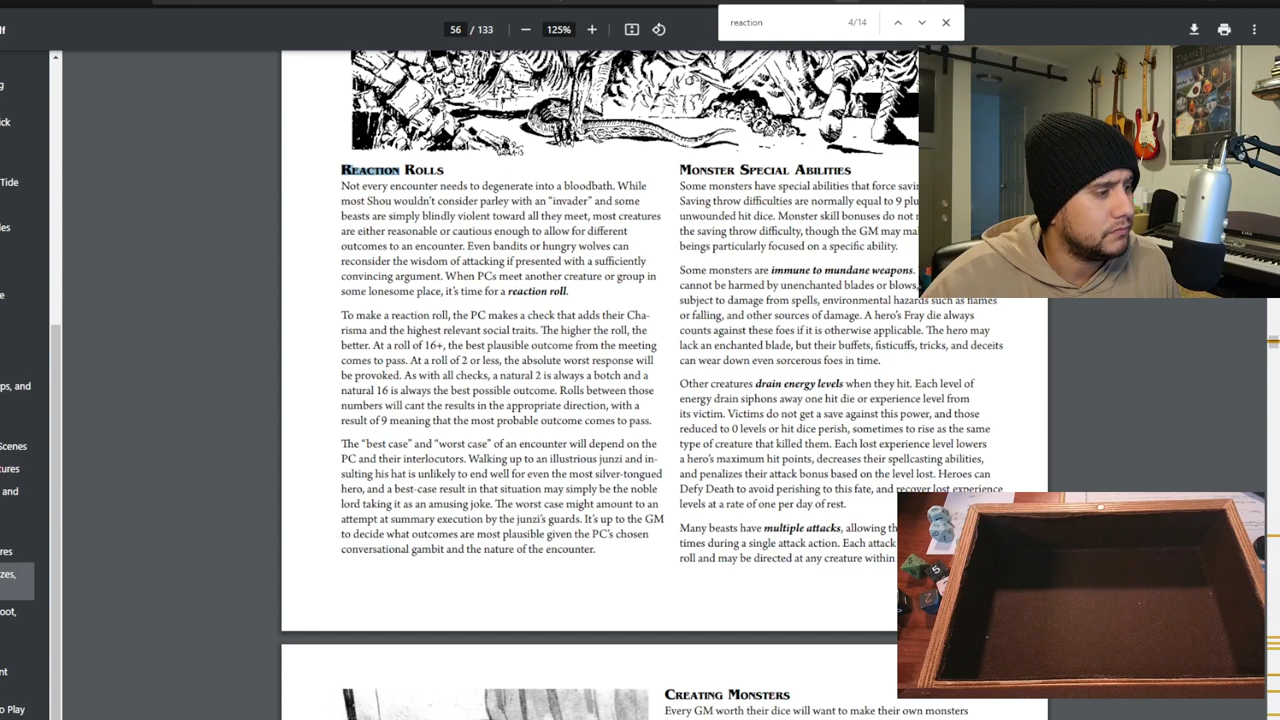 56 / 133
125%
reaction
4/14
ick
Tide
ps, and
Scenes
tures
and
ures
zes,
oot,
nt
o Play
Reaction Rolls
Not every encounter needs to degenerate into a bloodbath. While
most Shou wouldn't consider parley with an "invader" and some
beasts are simply blindly violent toward all they meet, most creatures
are either reasonable or cautious enough to allow for different
outcomes to an encounter. Even bandits or hungry wolves can
reconsider the wisdom of attacking if presented with a sufficiently
convincing argument. When PCs meet another creature or group in
some lonesome place, it's time for a reaction roll.
To make a reaction roll, the PC makes a check that adds their Cha-
risma and the highest relevant social traits. The higher the roll, the
better. At a roll of 16+, the best plausible outcome from the meeting
comes to pass. At a roll of 2 or less, the absolute worst response will
be provoked. As with all checks, a natural 2 is always a botch and a
natural 16 is always the best possible outcome. Rolls between those
numbers will cant the results in the appropriate direction, with a
result of 9 meaning that the most probable outcome comes to pass.
The "best case" and "worst case" of an encounter will depend on the
PC and their interlocutors. Walking up to an illustrious junzi and in-
sulting his hat is unlikely to end well for even the most silver-tongued
hero, and a best-case result in that situation may simply be the noble
lord taking it as an amusing joke. The worst case might amount to an
attempt at summary execution by the junzi's guards. It's up to the GM
to decide what outcomes are most plausible given the PC's chosen
conversational gambit and the nature of the encounter.
Monster Special Abilities
Some monsters have special abilities that force savin
Saving throw difficulties are normally equal to 9 plu
unwounded hit dice. Monster skill bonuses do not
the saving throw difficulty, though the GM may mal
beings particularly focused on a specific ability.
Some monsters are immune to mundane weapons.
cannot be harmed by unenchanted blades or blows,
subject to damage from spells, environmental hazards such as flames
or falling, and other sources of damage. A hero's Fray die always
counts against these foes if it is otherwise applicable. The hero may
lack an enchanted blade, but their buffets, fisticuffs, tricks, and deceits
can wear down even sorcerous foes in time.
Other creatures drain energy levels when they hit. Each level of
energy drain siphons away one hit die or experience level from
its victim. Victims do not get a save against this power, and those
reduced to 0 levels or hit dice perish, sometimes to rise as the same
type of creature that killed them. Each lost experience level lowers
a hero's maximum hit points, decreases their spellcasting abilities,
and penalizes their attack bonus based on the level lost. Heroes can
Defy Death to avoid perishing to this fate, and recover lost experience
levels at a rate of one per day of rest.
Many beasts have multiple attacks, allowing th
times during a single attack action. Each attack
roll and may be directed at any creature within
Creating Monsters
Every GM worth their dice will want to make their own monsters